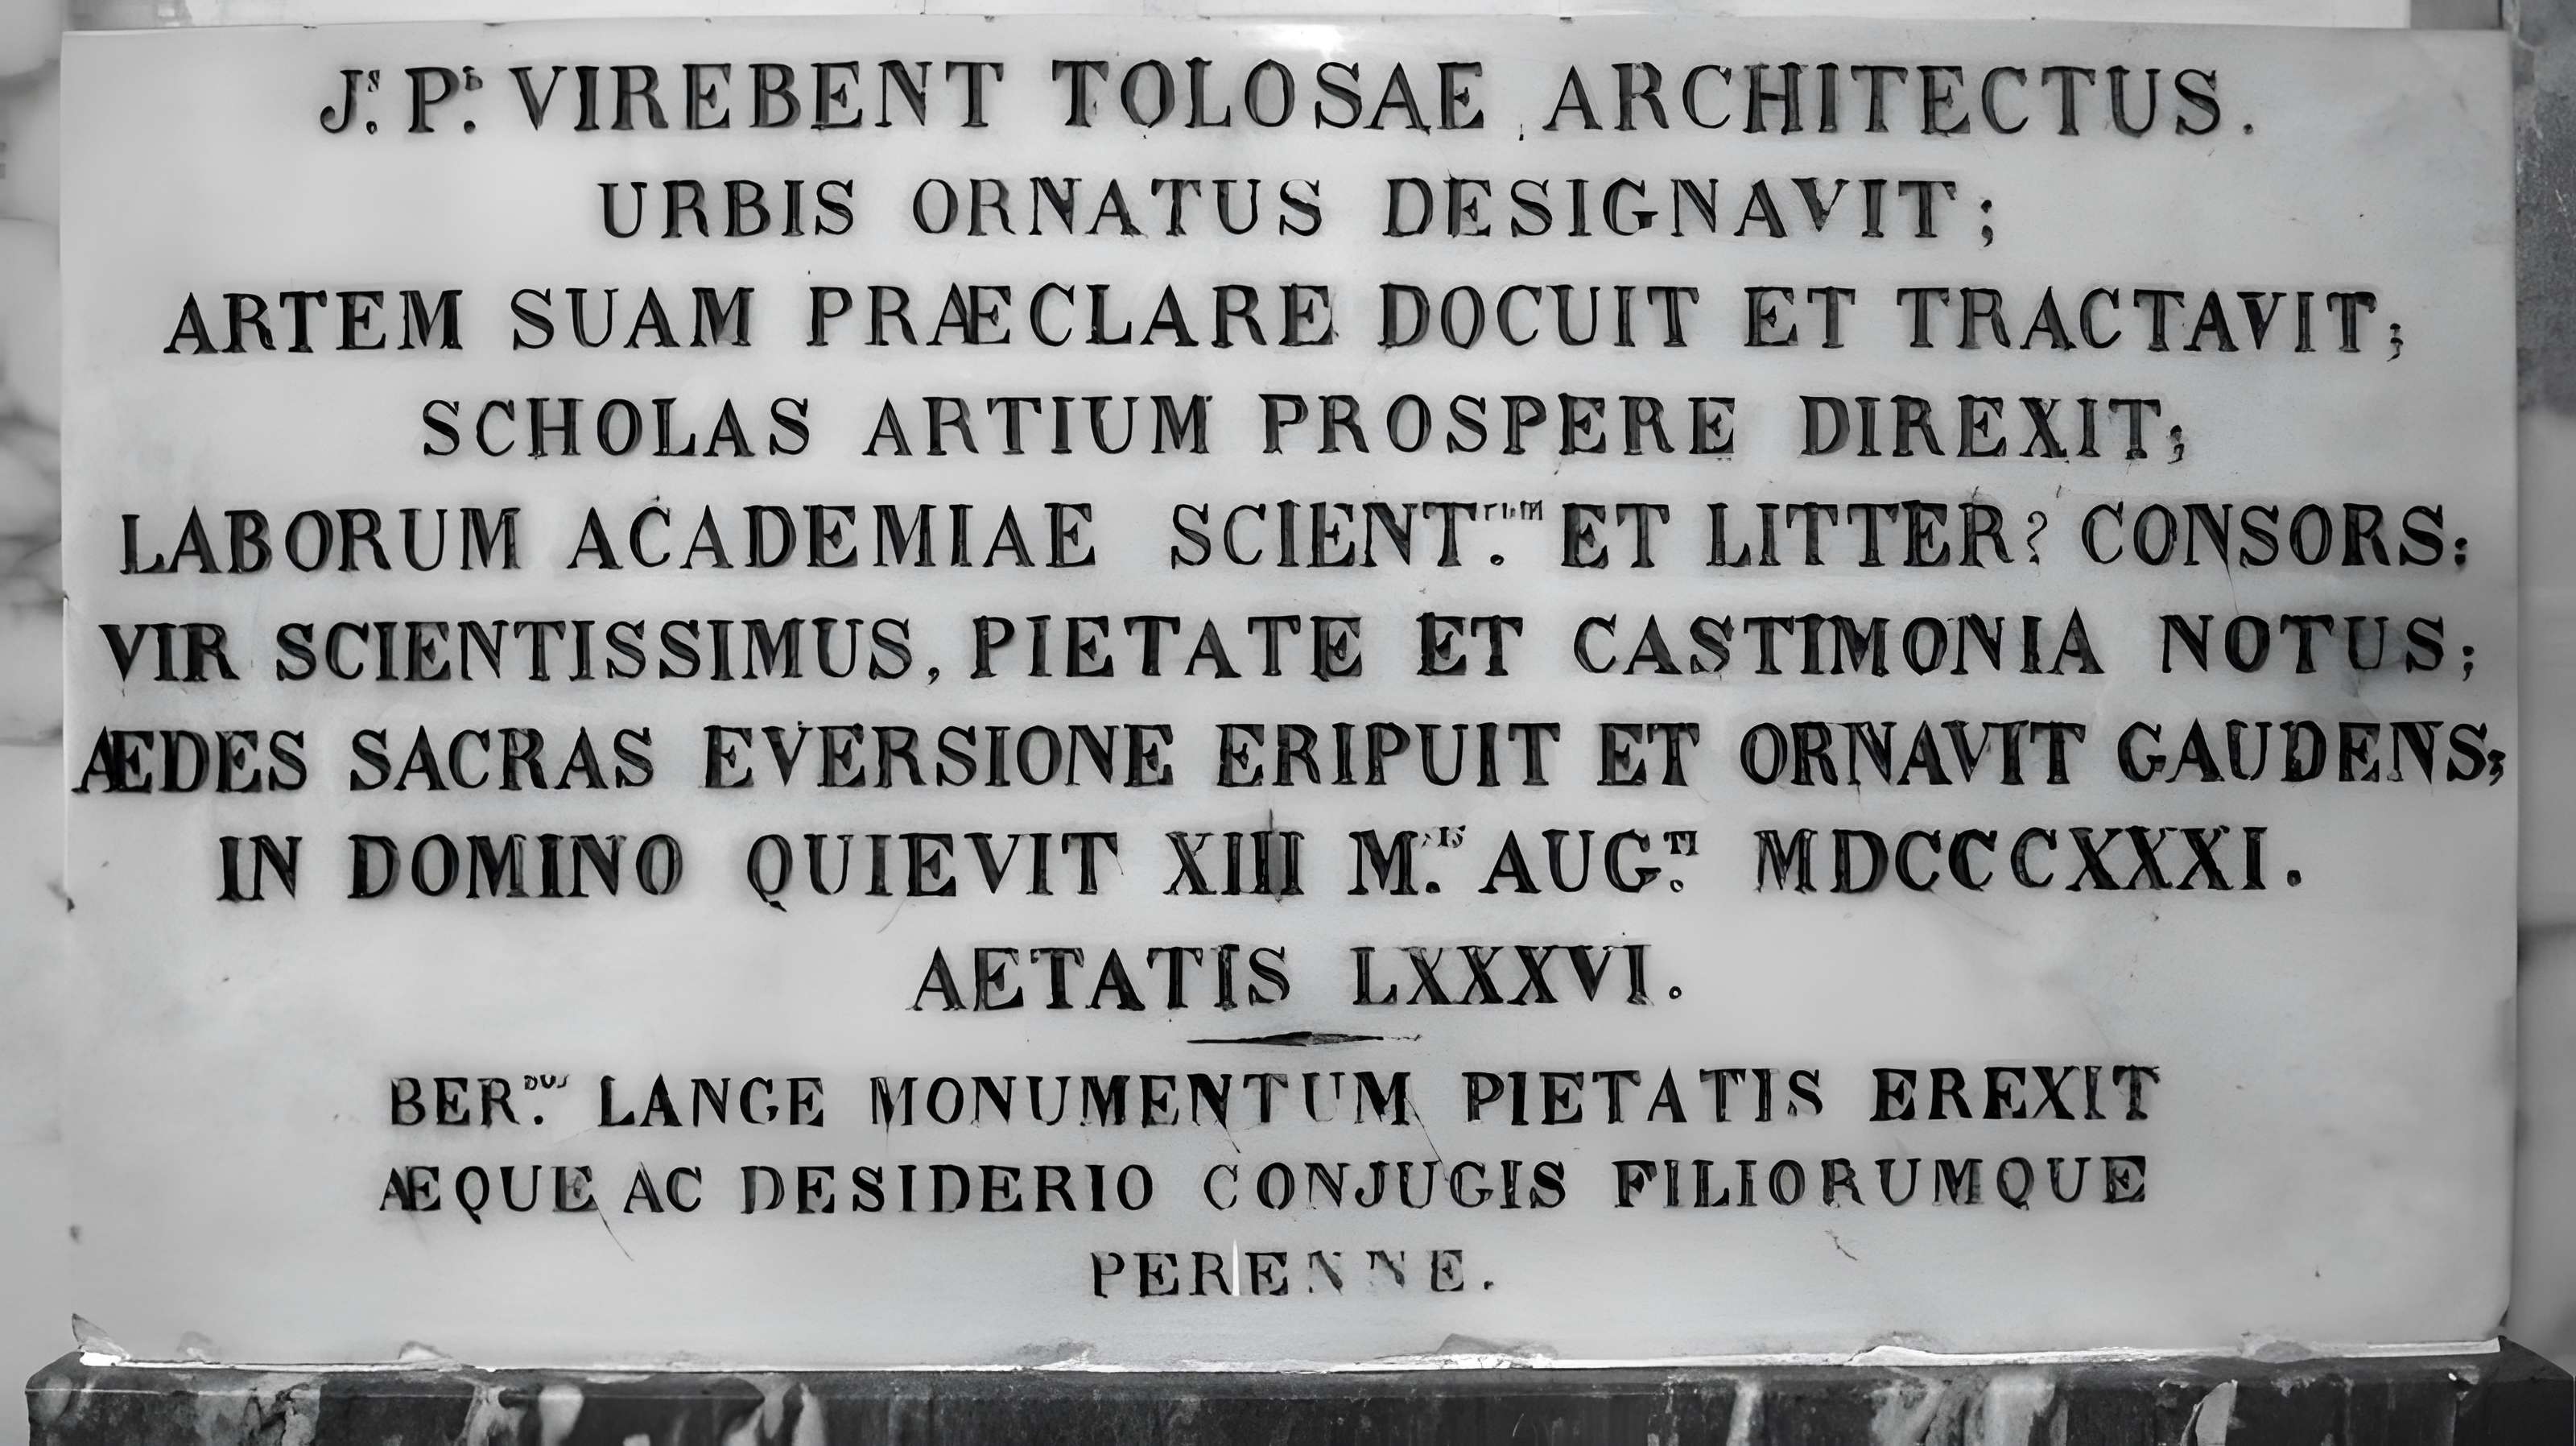 J.ˢ P.ˢ VIREBENT TOLOSAE ARCHITECTUS.
URBIS ORNATUS DESIGNAVIT;
ARTEM SUAM PRÆCLARE DOCUIT ET TRACTAVIT;
SCHOLAS ARTIUM PROSPERE DIREXIT;
LABORUM ACADEMIAE SCIENT.ʳᵘᵐ ET LITTER? CONSORS;
VIR SCIENTISSIMUS, PIETATE ET CASTIMONIA NOTUS;
ÆDES SACRAS EVERSIONE ERIPUIT ET ORNAVIT GAUDENS;
IN DOMINO QUIEVIT XIII M.ⁱˢ AUG.ᵗⁱ MDCCCXXXI.
AETATIS LXXXVI.
BER.ᴅᴜs LANGE MONUMENTUM PIETATIS EREXIT
ÆQUE AC DESIDERIO CONJUGIS FILIORUMQUE
PERENNE.